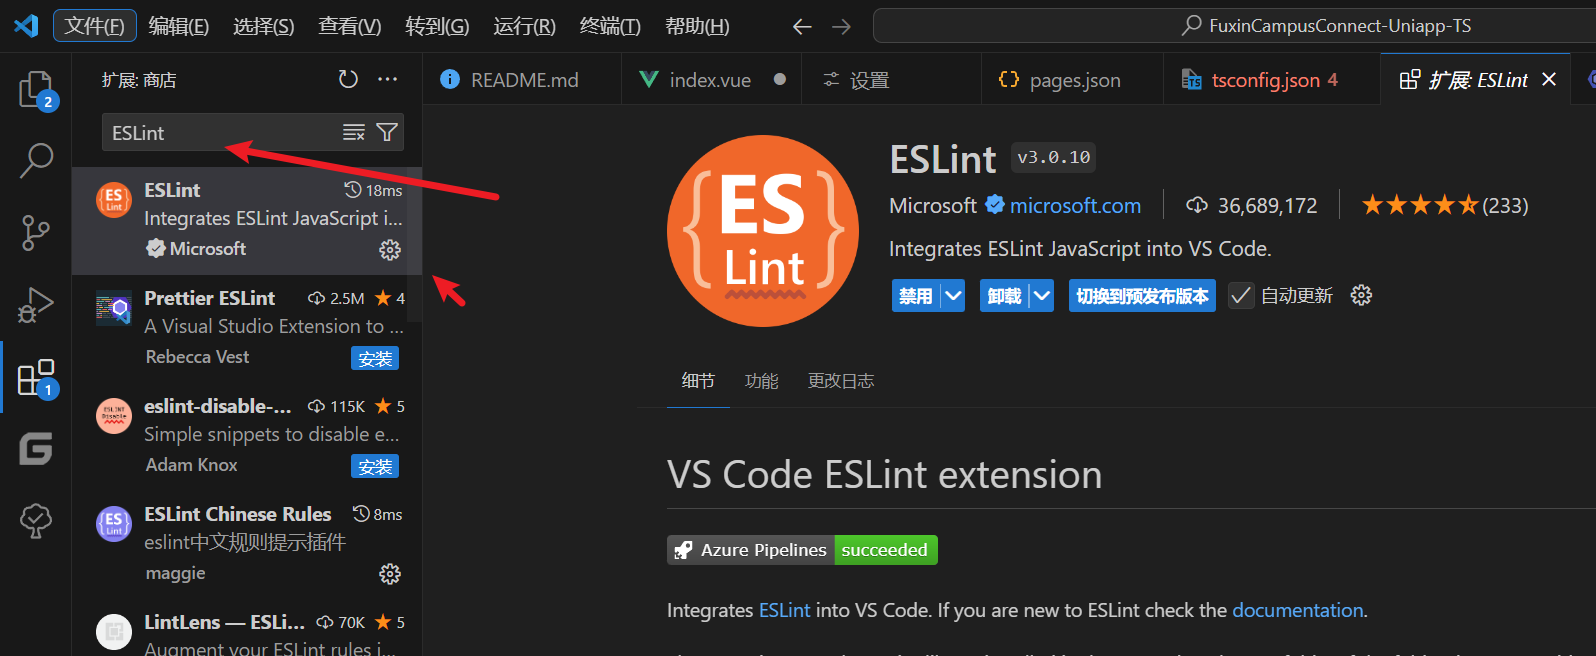 文件(F) 编辑(E) 选择(S) 查看(V) 转到(G) 运行(R) 终端(T) 帮助(H) FuxinCampusConnect-Uniapp-TS
扩展: 商店
README.md index.vue 设置 pages.json tsconfig.json 4 扩展: ESLint
2
ESLint
ESLint 18ms
Integrates ESLint JavaScript i...
Microsoft
Prettier ESLint 2.5M 4
A Visual Studio Extension to ...
Rebecca Vest 安装
1
eslint-disable-... 115K 5
Simple snippets to disable e...
Adam Knox 安装
ESLint Chinese Rules 8ms
eslint中文规则提示插件
maggie
LintLens — ESLi... 70K 5
Augment your ESLint rules i...
{ES
Lint}
ESLint v3.0.10
Microsoft microsoft.com 36,689,172 (233)
Integrates ESLint JavaScript into VS Code.
禁用 卸载 切换到预发布版本 自动更新
细节 功能 更改日志
VS Code ESLint extension
Azure Pipelines succeeded
Integrates ESLint into VS Code. If you are new to ESLint check the documentation.